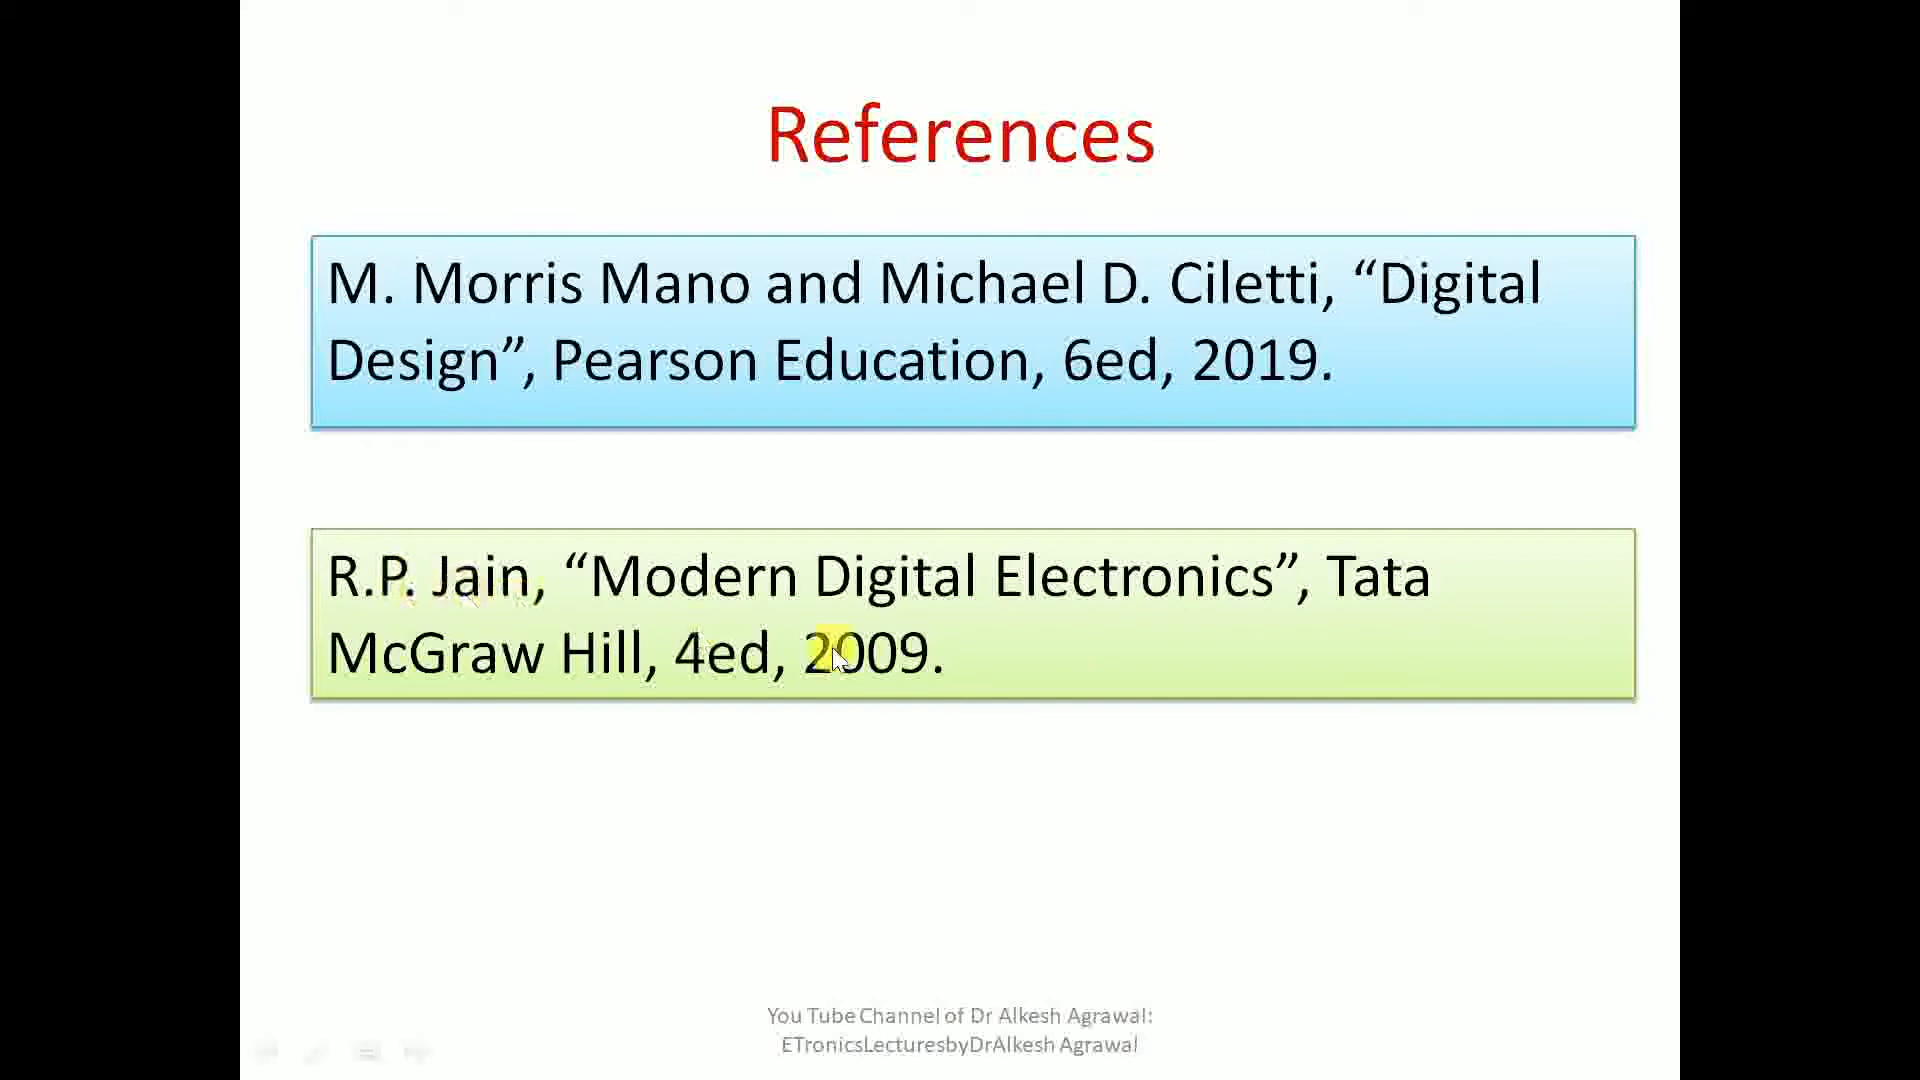 References
M. Morris Mano and Michael D. Ciletti, “Digital
Design”, Pearson Education, 6ed, 2019.
R.P. Jain, “Modern Digital Electronics”, Tata
McGraw Hill, 4ed, 2009.
You Tube Channel of Dr Alkesh Agrawal:
ETronicsLecturesbyDrAlkesh Agrawal